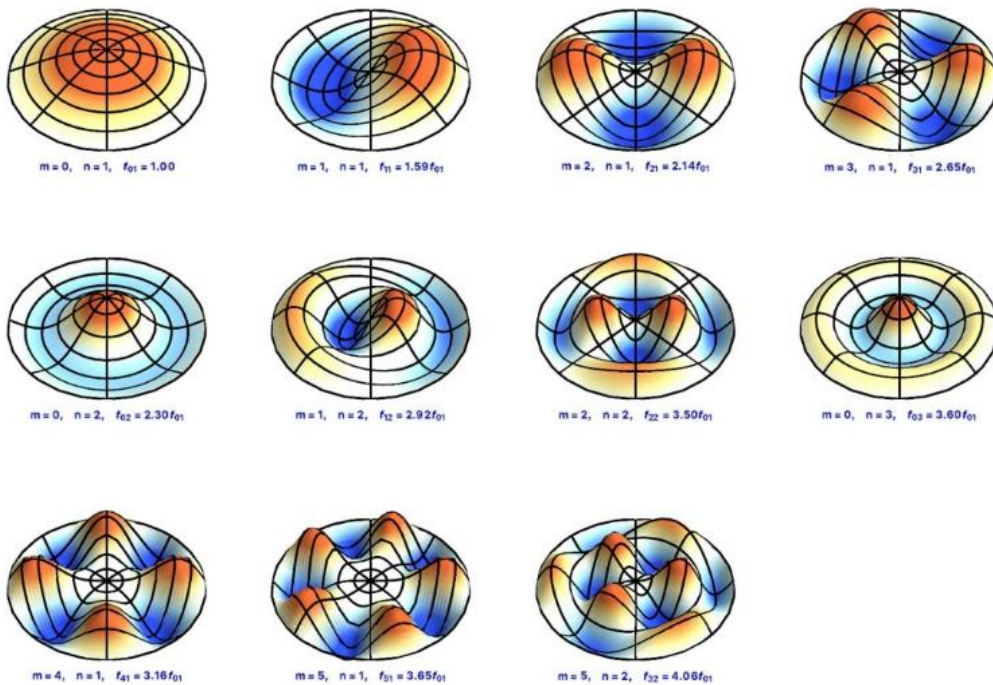 m = 0, n = 1, f01 = 1.00
m = 1, n = 1, f11 = 1.59f01
m = 2, n = 1, f21 = 2.14f01
m = 3, n = 1, f31 = 2.65f01
m = 0, n = 2, f02 = 2.30f01
m = 1, n = 2, f12 = 2.92f01
m = 2, n = 2, f22 = 3.50f01
m = 0, n = 3, f03 = 3.60f01
m = 4, n = 1, f41 = 3.16f01
m = 5, n = 1, f51 = 3.65f01
m = 5, n = 2, f32 = 4.06f01